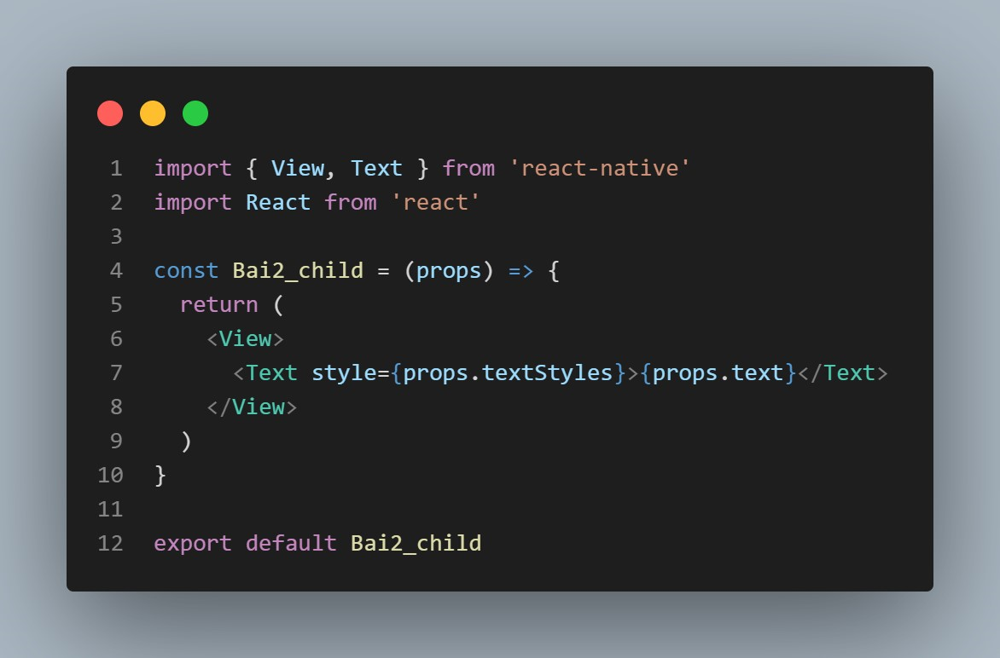 1 import { View, Text } from 'react-native'
2 import React from 'react'
3
4 const Bai2_child = (props) => {
5   return (
6     <View>
7       <Text style={props.textStyles}>{props.text}</Text>
8     </View>
9   )
10 }
11
12 export default Bai2_child